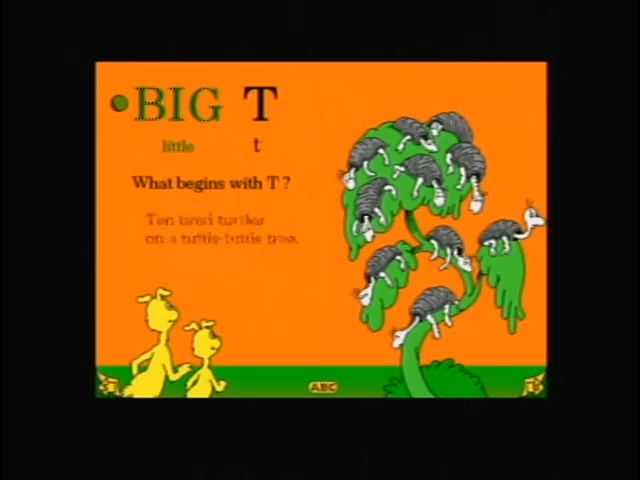 BIG T
little t
What begins with T ?
Ten tired turtles
on a tuttle-tuttle tree.
ABC